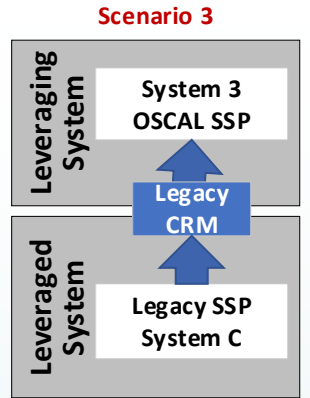 Scenario 3
Leveraging
System
System 3
OSCAL SSP
Legacy
CRM
Leveraged
System
Legacy SSP
System C